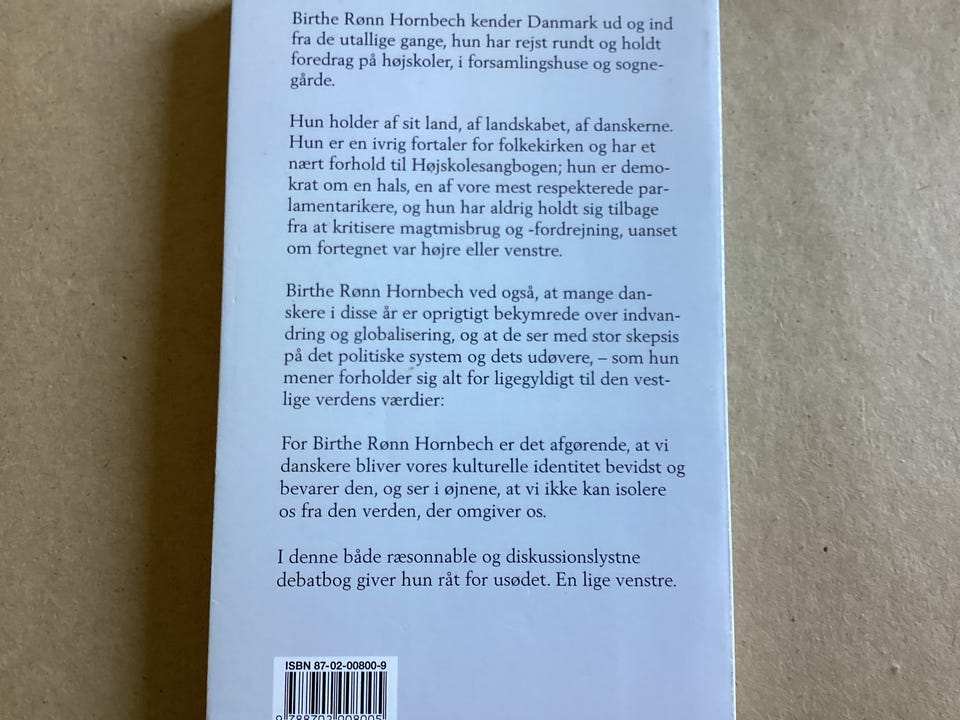 Birthe Rønn Hornbech kender Danmark ud og ind
fra de utallige gange, hun har rejst rundt og holdt
foredrag på højskoler, i forsamlingshuse og sogne-
gårde.
Hun holder af sit land, af landskabet, af danskerne.
Hun er en ivrig fortaler for folkekirken og har et
nært forhold til Højskolesangbogen; hun er demo-
krat om en hals, en af vore mest respekterede par-
lamentarikere, og hun har aldrig holdt sig tilbage
fra at kritisere magtmisbrug og -fordrejning, uanset
om fortegnet var højre eller venstre.
Birthe Rønn Hornbech ved også, at mange dan-
skere i disse år er oprigtigt bekymrede over indvan-
dring og globalisering, og at de ser med stor skepsis
på det politiske system og dets udøvere, – som hun
mener forholder sig alt for ligegyldigt til den vest-
lige verdens værdier:
For Birthe Rønn Hornbech er det afgørende, at vi
danskere bliver vores kulturelle identitet bevidst og
bevarer den, og ser i øjnene, at vi ikke kan isolere
os fra den verden, der omgiver os.
I denne både ræsonnable og diskussionslystne
debatbog giver hun råt for usødet. En lige venstre.
ISBN 87-02-00800-9
9 788702 008005